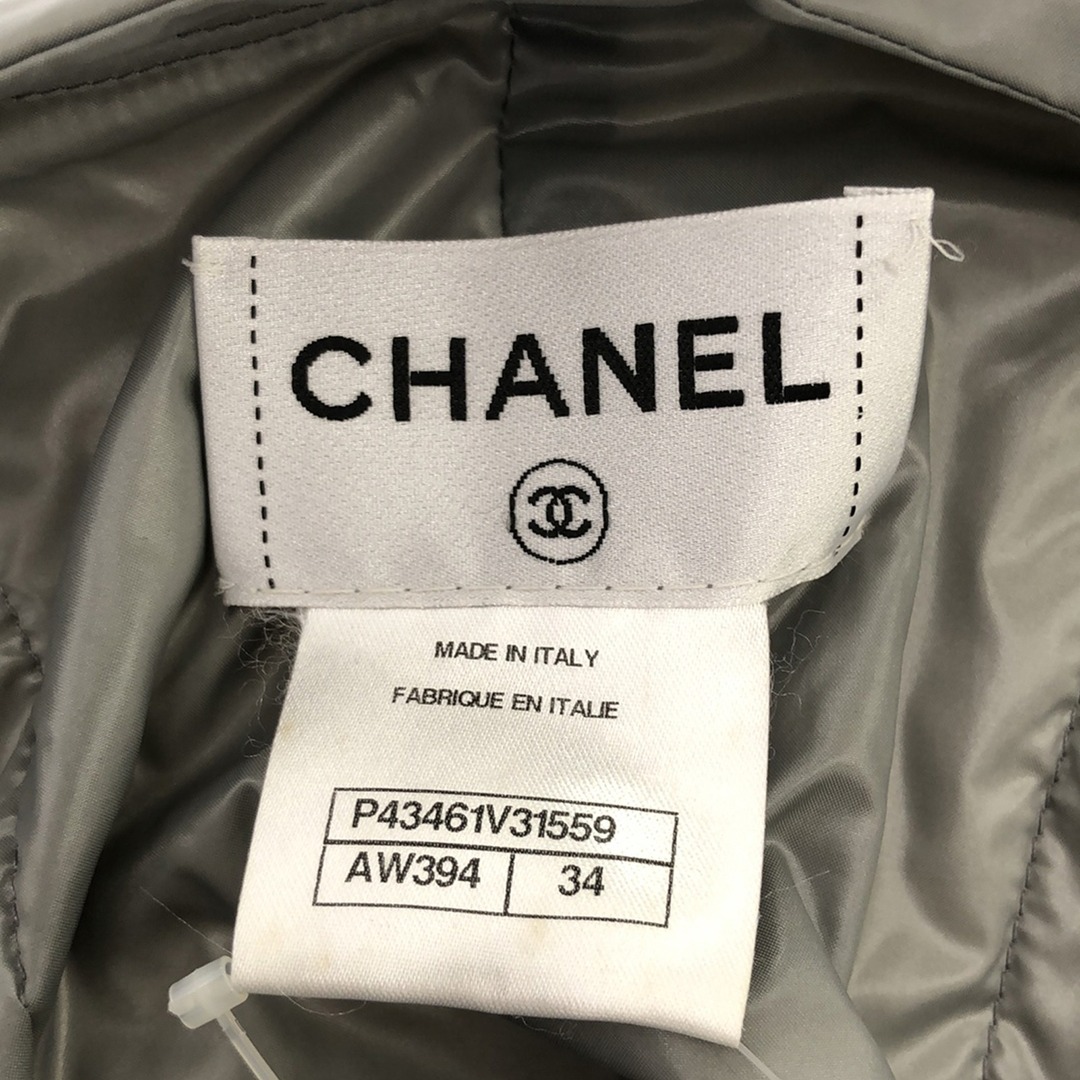 CHANEL
MADE IN ITALY
FABRIQUE EN ITALIE
P43461V31559
AW394 34